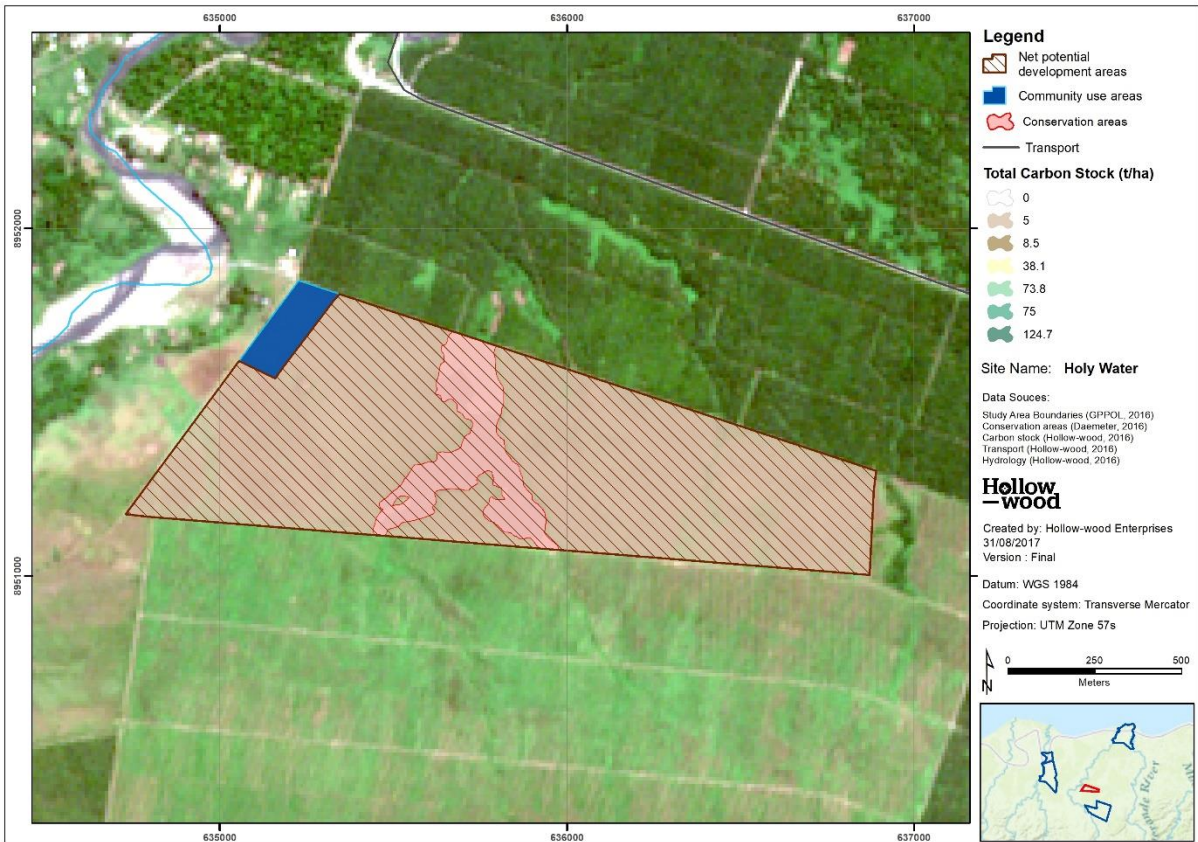 635000
636000
637000
8952000
8951000
635000
636000
637000
Legend
Net potential
development areas
Community use areas
Conservation areas
Transport
Total Carbon Stock (t/ha)
0
5
8.5
38.1
73.8
75
124.7
Site Name: Holy Water
Data Souces:
Study Area Boundaries (GPPOL, 2016)
Conservation areas (Daemeter, 2016)
Carbon stock (Hollow-wood, 2016)
Transport (Hollow-wood, 2016)
Hydrology (Hollow-wood, 2016)
Hollow
-wood
Created by: Hollow-wood Enterprises
31/08/2017
Version : Final
Datum: WGS 1984
Coordinate system: Transverse Mercator
Projection: UTM Zone 57s
N
0 250 500
Meters
River